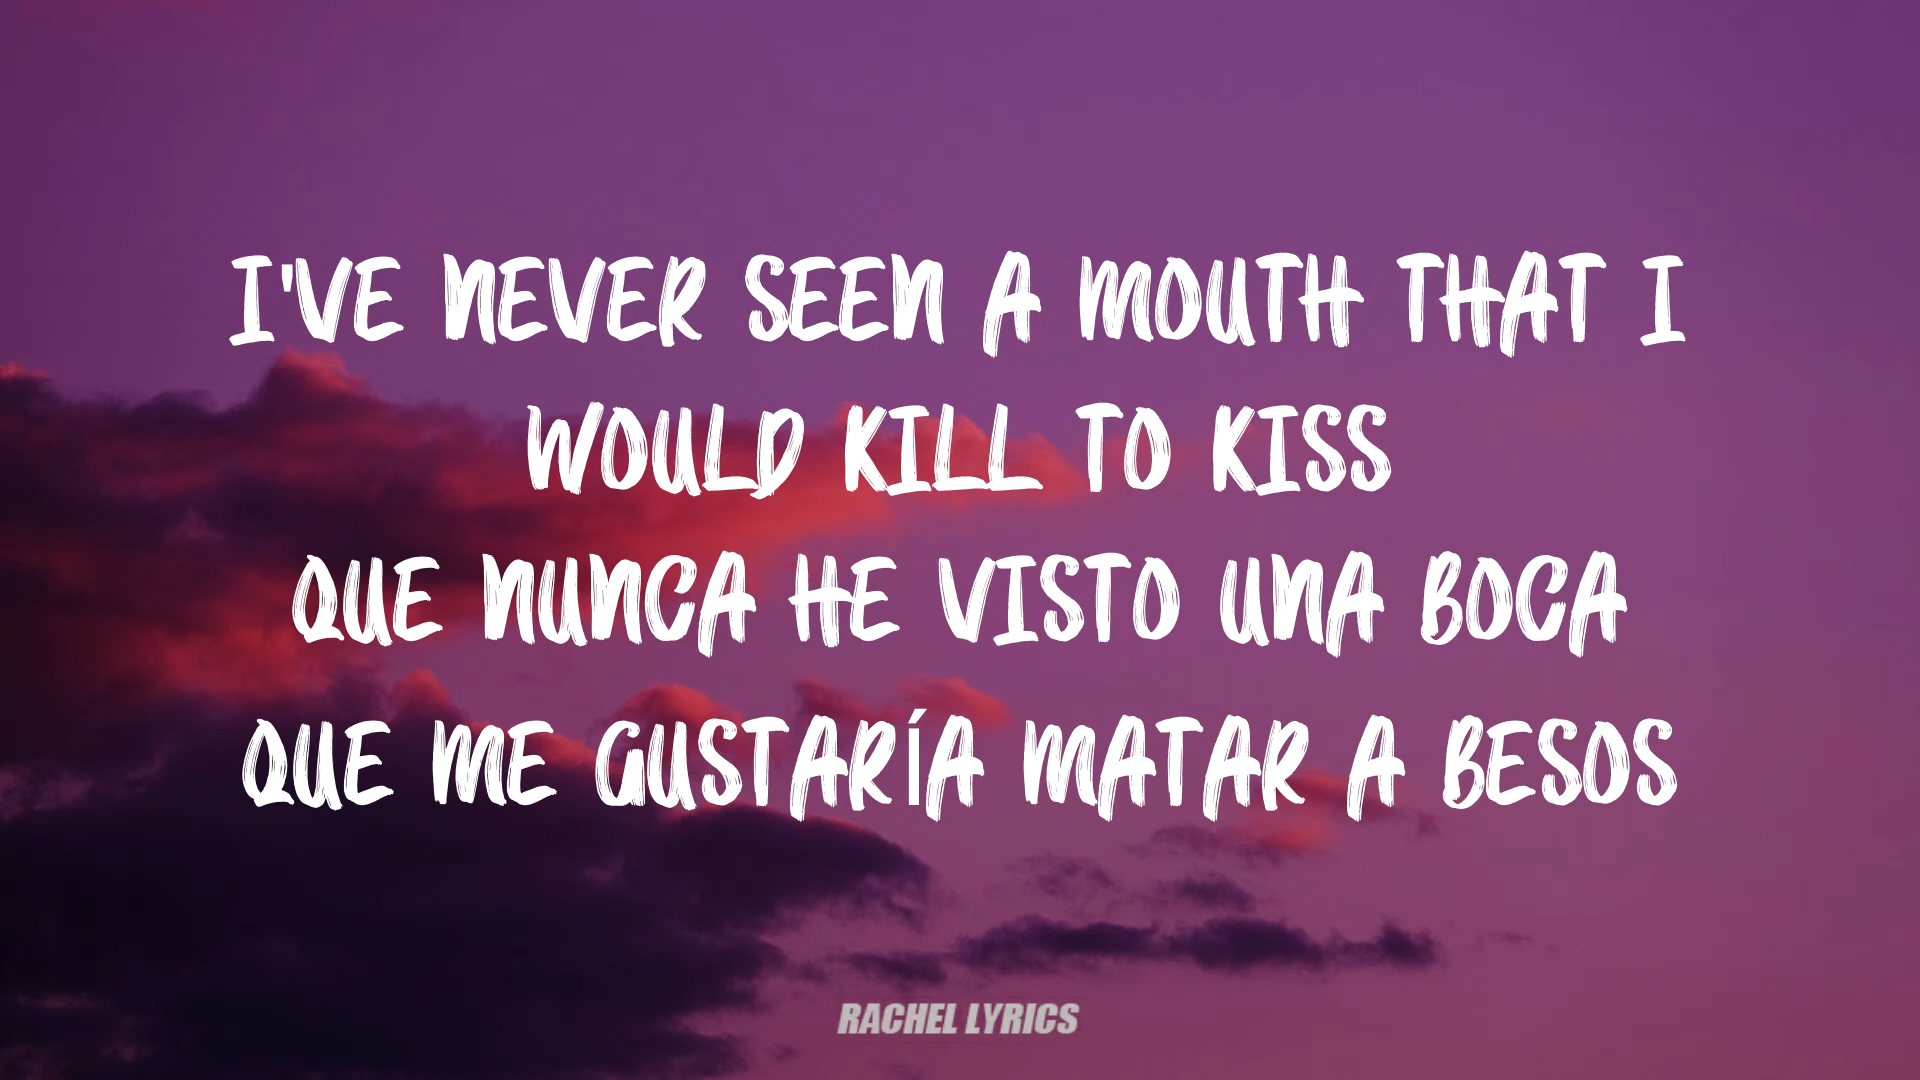 I'VE NEVER SEEN A MOUTH THAT I
WOULD KILL TO KISS
QUE NUNCA HE VISTO UNA BOCA
QUE ME GUSTARÍA MATAR A BESOS
RACHEL LYRICS